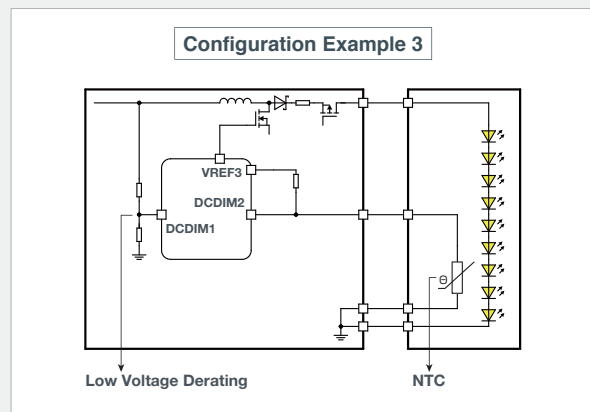 Configuration Example 3
VREF3
DCDIM2
DCDIM1
Θ
Low Voltage Derating
NTC